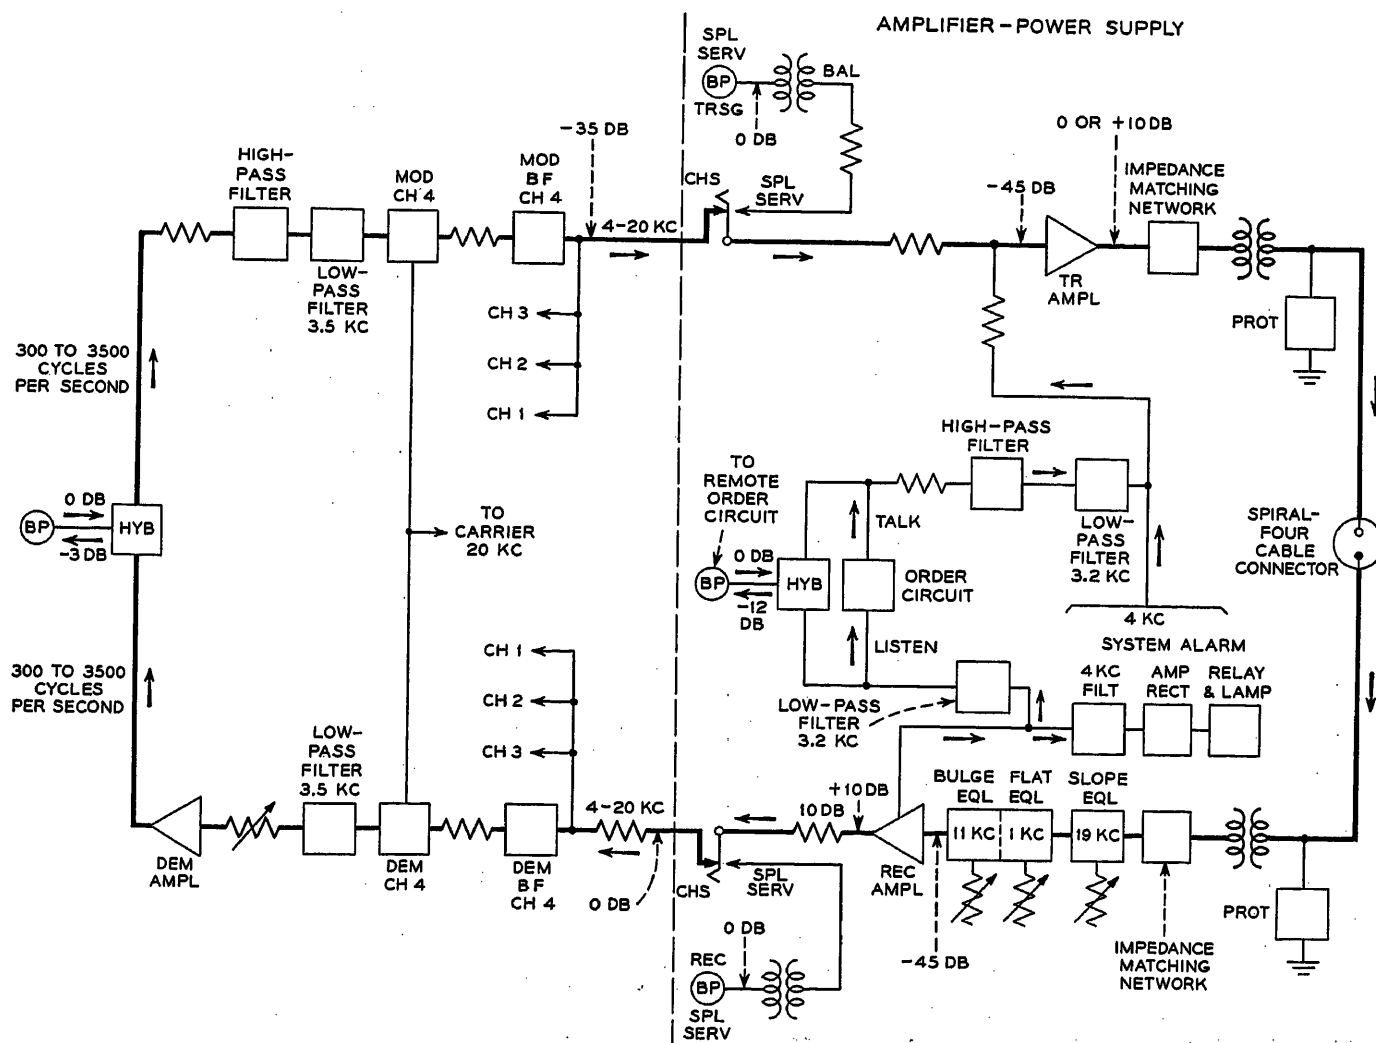 AMPLIFIER-POWER SUPPLY
SPL
SERV
BP
TRSG
0 DB
BAL
-35 DB
HIGH-
PASS
FILTER
MOD
CH 4
MOD
BF
CH 4
LOW-
PASS
FILTER
3.5 KC
4-20 KC
CHS
SPL
SERV
-45 DB
0 OR +10 DB
IMPEDANCE
MATCHING
NETWORK
TR
AMPL
PROT
CH 3
CH 2
CH 1
300 TO 3500
CYCLES
PER SECOND
0 DB
BP
-3 DB
HYB
TO
CARRIER
20 KC
TO
REMOTE
ORDER
CIRCUIT
0 DB
BP
-12
DB
HYB
TALK
ORDER
CIRCUIT
LISTEN
HIGH-PASS
FILTER
LOW-
PASS
FILTER
3.2 KC
SPIRAL-
FOUR
CABLE
CONNECTOR
4 KC
SYSTEM ALARM
4 KC
FILT
AMP
RECT
RELAY
& LAMP
LOW-PASS
FILTER
3.2 KC
300 TO 3500
CYCLES
PER SECOND
CH 1
CH 2
CH 3
LOW-
PASS
FILTER
3.5 KC
DEM
AMPL
DEM
CH 4
DEM
BF
CH 4
4-20 KC
0 DB
CHS
SPL
SERV
10 DB
+10 DB
REC
AMPL
-45 DB
BULGE
EQL
11 KC
FLAT
EQL
1 KC
SLOPE
EQL
19 KC
IMPEDANCE
MATCHING
NETWORK
PROT
REC
BP
SPL
SERV
0 DB